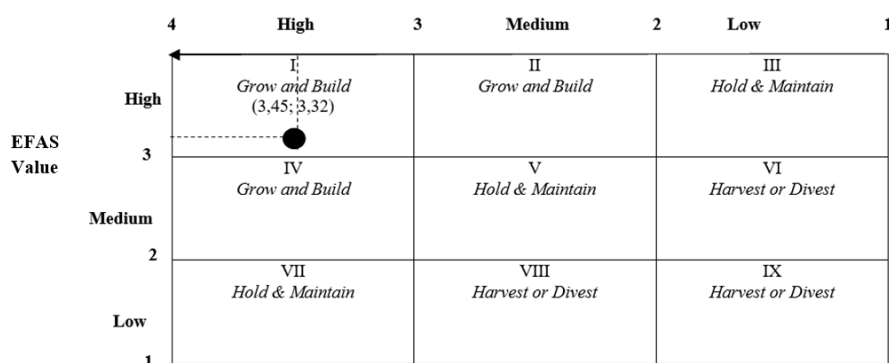 4 High 3 Medium 2 Low 1
I II III
High Grow and Build Grow and Build Hold & Maintain
(3,45; 3,32)
EFAS
Value
3
IV V VI
Grow and Build Hold & Maintain Harvest or Divest
Medium
2
VII VIII IX
Hold & Maintain Harvest or Divest Harvest or Divest
Low
1